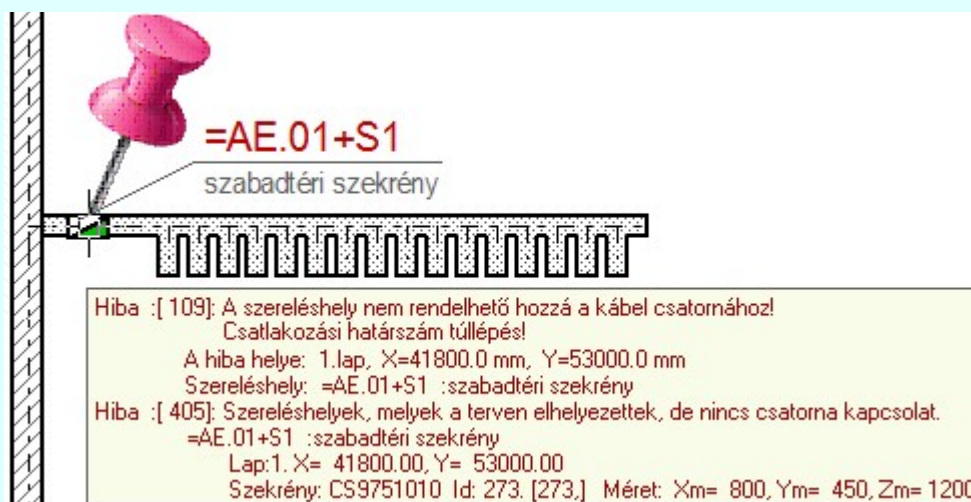 =AE.01+S1
szabadtéri szekrény
Hiba :[ 109]: A szereléshely nem rendelhető hozzá a kábel csatornához!
Csatlakozási határszám túllépés!
A hiba helye: 1.lap, X=41800.0 mm, Y=53000.0 mm
Szereléshely: =AE.01+S1 :szabadtéri szekrény
Hiba :[ 405]: Szereléshelyek, melyek a terven elhelyezettek, de nincs csatorna kapcsolat.
=AE.01+S1 :szabadtéri szekrény
Lap:1. X= 41800.00, Y= 53000.00
Szekrény: CS9751010 Id: 273. [273,] Méret: Xm= 800, Ym= 450, Zm= 1200